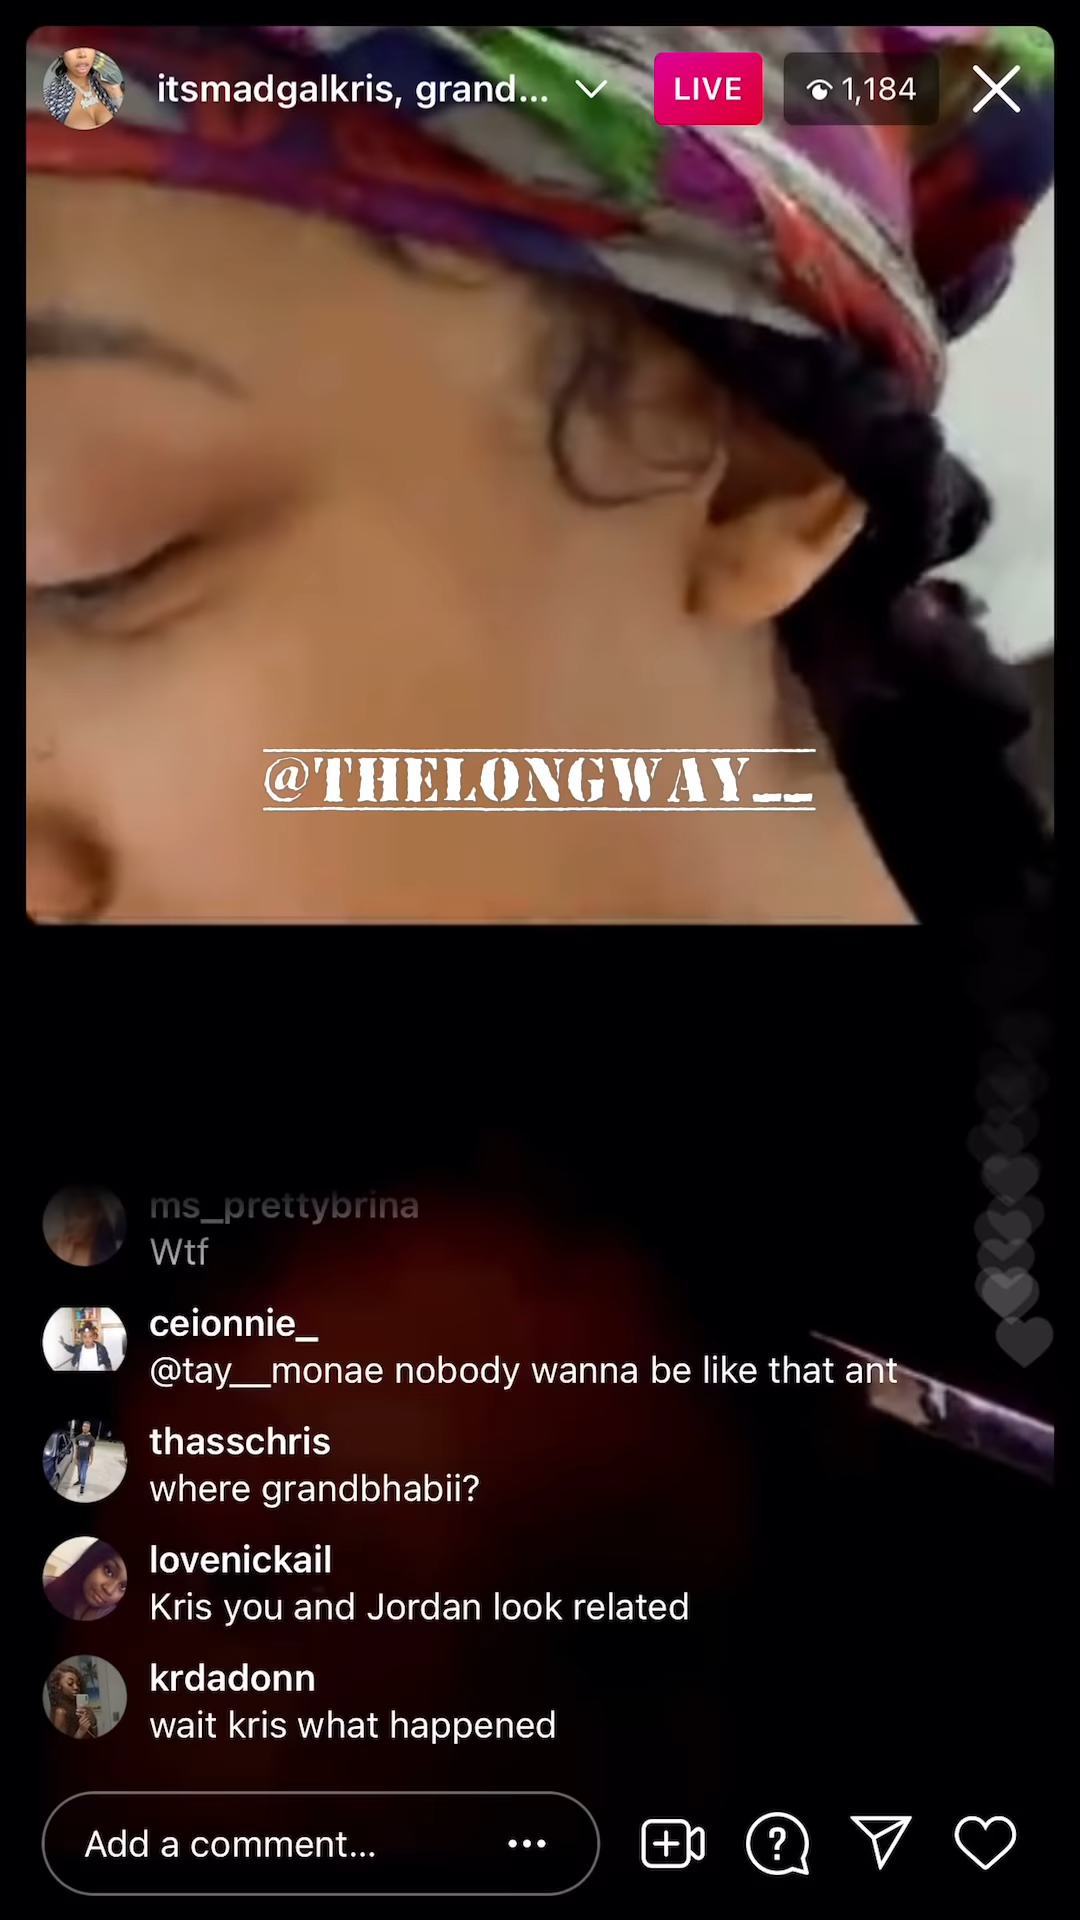 itsmadgalkris, grand...
LIVE
1,184
@THELONGWAY__
ms_prettybrina
Wtf
ceionnie_
@tay__monae nobody wanna be like that ant
thasschris
where grandbhabii?
lovenickail
Kris you and Jordan look related
krdadonn
wait kris what happened
Add a comment...